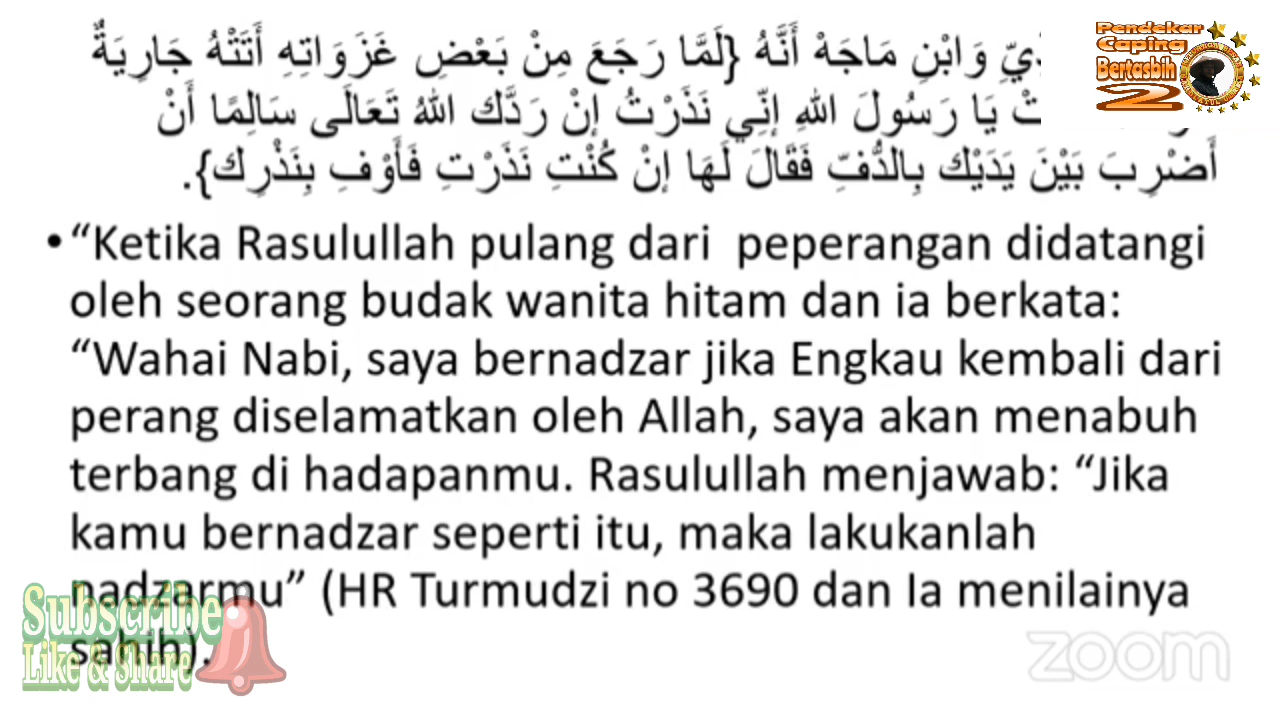 Pendekar
Caping
Bertasbih
2
وَابْنِ مَاجَهْ أَنَّهُ {لَمَّا رَجَعَ مِنْ بَعْضِ غَزَوَاتِهِ أَتَتْهُ جَارِيَةٌ
يَا رَسُولَ اللهِ إِنِّي نَذَرْتُ إِنْ رَدَّك اللهُ تَعَالَى سَالِمًا أَنْ
أَضْرِبَ بَيْنَ يَدَيْك بِالدُّفِّ فَقَالَ لَهَا إِنْ كُنْتِ نَذَرْتِ فَأَوْفِ بِنَذْرِك}.
• “Ketika Rasulullah pulang dari peperangan didatangi
oleh seorang budak wanita hitam dan ia berkata:
“Wahai Nabi, saya bernadzar jika Engkau kembali dari
perang diselamatkan oleh Allah, saya akan menabuh
terbang di hadapanmu. Rasulullah menjawab: “Jika
kamu bernadzar seperti itu, maka lakukanlah
nadzarmu” (HR Turmudzi no 3690 dan Ia menilainya
sahih).
Subscribe
Like & Share
zoom